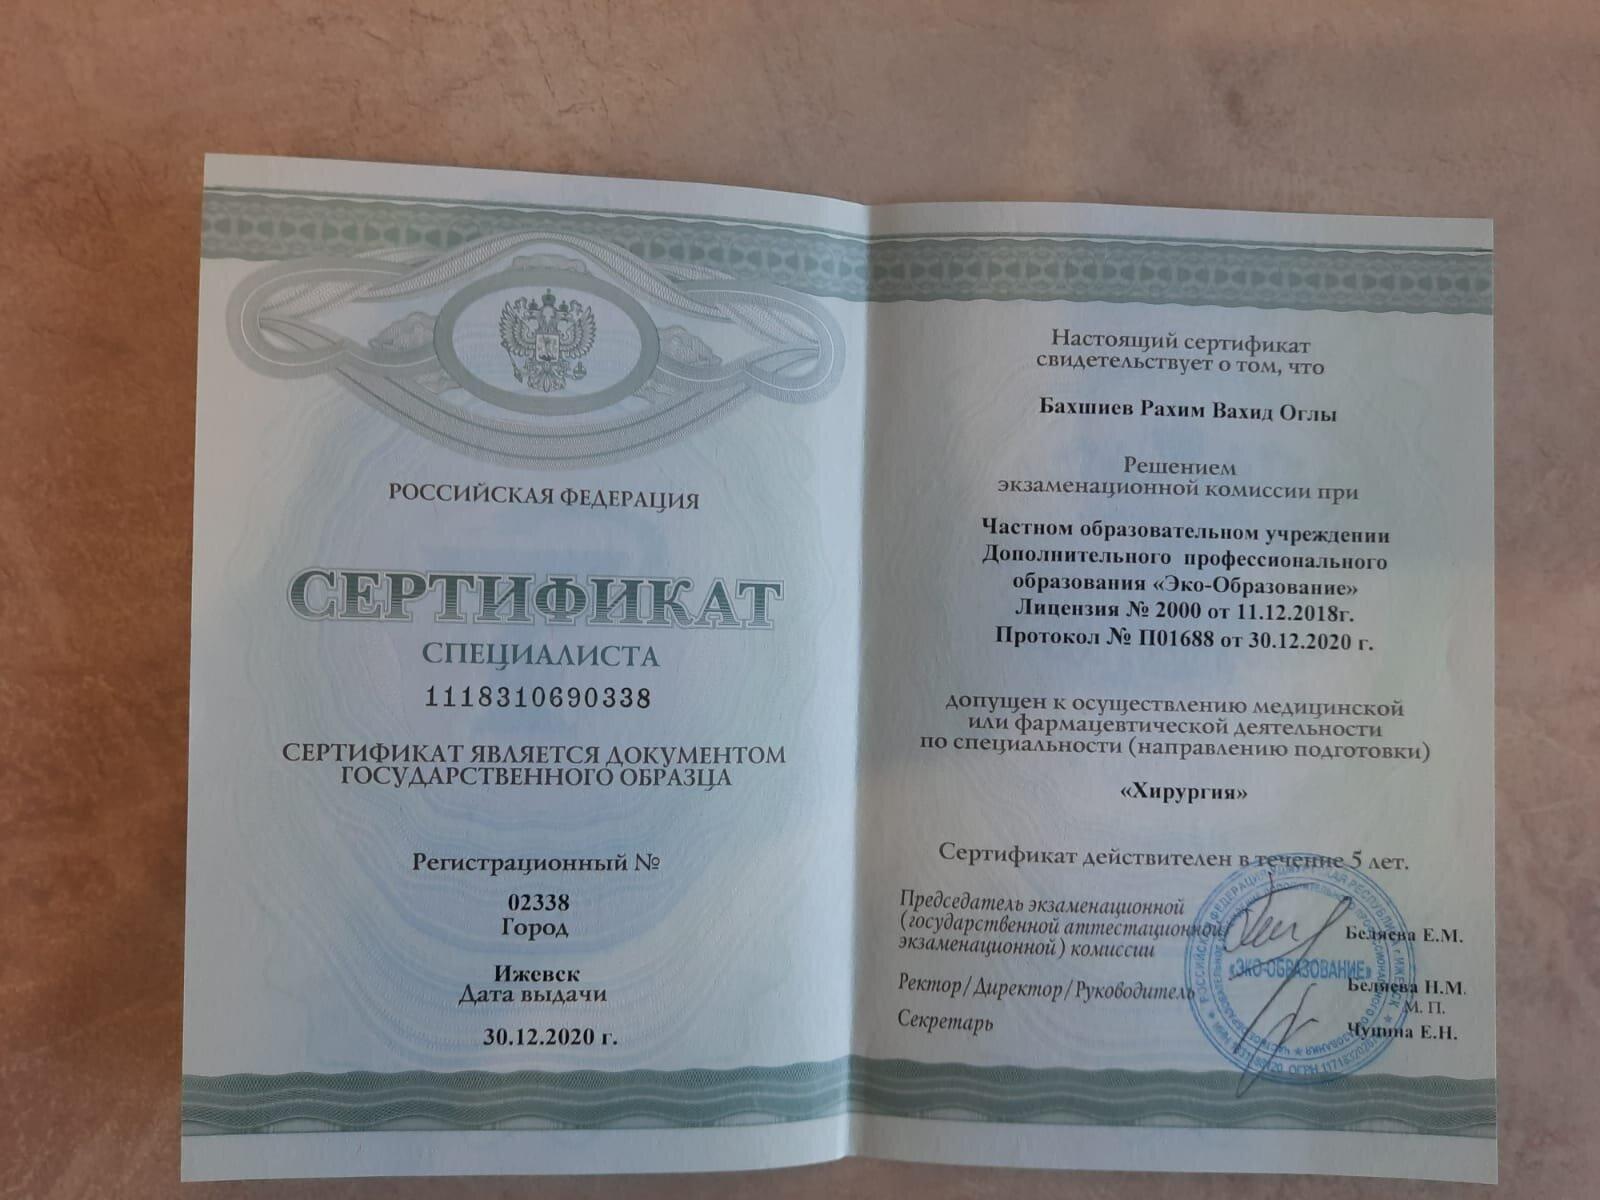 РОССИЙСКАЯ ФЕДЕРАЦИЯ
СЕРТИФИКАТ
СПЕЦИАЛИСТА
1118310690338
СЕРТИФИКАТ ЯВЛЯЕТСЯ ДОКУМЕНТОМ
ГОСУДАРСТВЕННОГО ОБРАЗЦА
Регистрационный №
02338
Город
Ижевск
Дата выдачи
30.12.2020 г.
Настоящий сертификат
свидетельствует о том, что
Бахшиев Рахим Вахид Оглы
Решением
экзаменационной комиссии при
Частном образовательном учреждении
Дополнительного профессионального
образования «Эко-Образование»
Лицензия № 2000 от 11.12.2018г.
Протокол № П01688 от 30.12.2020 г.
допущен к осуществлению медицинской
или фармацевтической деятельности
по специальности (направлению подготовки)
«Хирургия»
Сертификат действителен в течение 5 лет.
Председатель экзаменационной
(государственной аттестационной/
экзаменационной) комиссии
Беляева Е.М.
Ректор/Директор/Руководитель
Беляева Н.М.
М. П.
Секретарь
Чупина Е.Н.
«ЭКО-ОБРАЗОВАНИЕ»